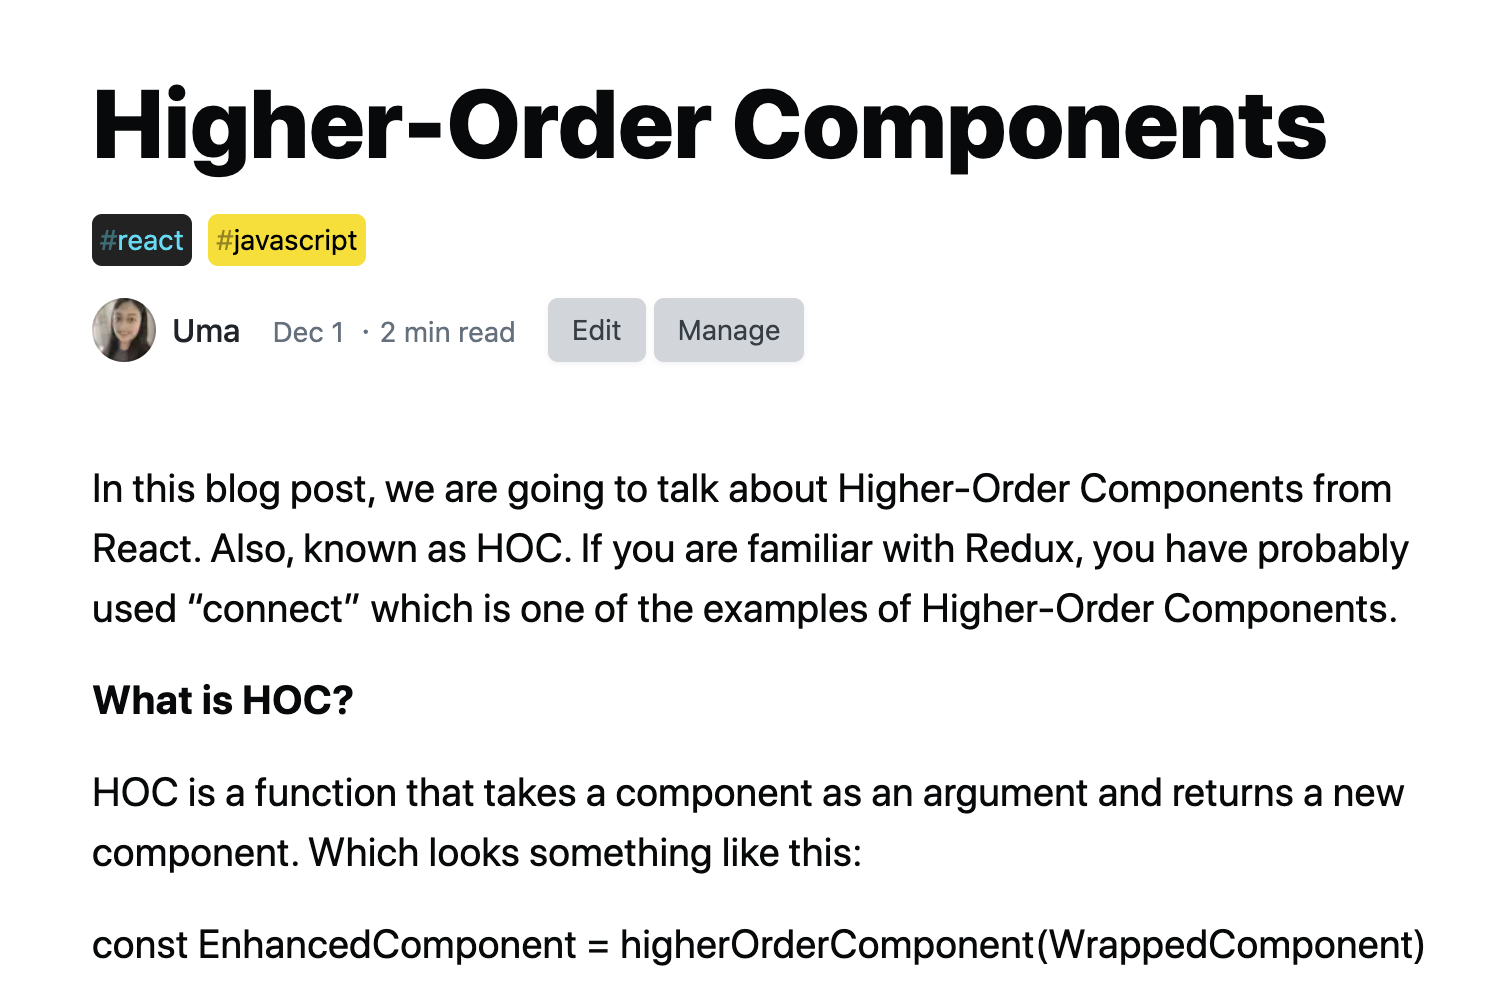 Higher-Order Components
#react #javascript
Uma Dec 1 · 2 min read Edit Manage
In this blog post, we are going to talk about Higher-Order Components from
React. Also, known as HOC. If you are familiar with Redux, you have probably
used “connect” which is one of the examples of Higher-Order Components.
What is HOC?
HOC is a function that takes a component as an argument and returns a new
component. Which looks something like this:
const EnhancedComponent = higherOrderComponent(WrappedComponent)